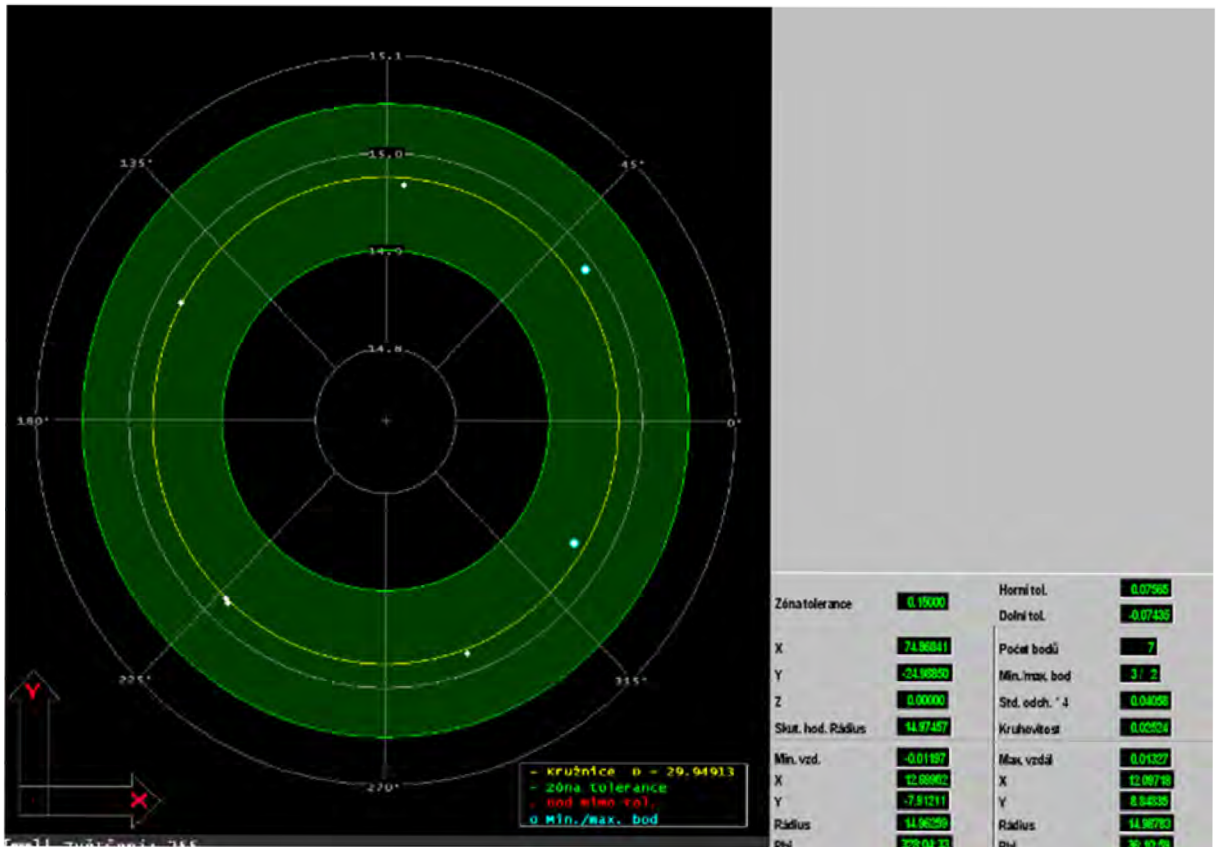 15.1
135°
15.0
45°
14.9
14.8
180°
0°
225°
315°
270°
Y
X
- Kružnice D = 29.94913
- Zóna tolerance
. Bod mimo tol.
o Min./max. bod
Zóna tolerance 0.15000
Horní tol. 0.07565
Dolní tol. -0.07435
X 74.96841
Y -24.98850
Z 0.00000
Skut. hod. Rádius 14.97457
Počet bodů 7
Min./max. bod 3 / 2
Std. odch. * 4 0.04058
Kruhovitost 0.02524
Min. vzd. -0.01197
X
Y -7.91211
Rádius 14.96259
Max. vzdál 0.01327
X 12.09718
Y 8.84835
Rádius 14.98783